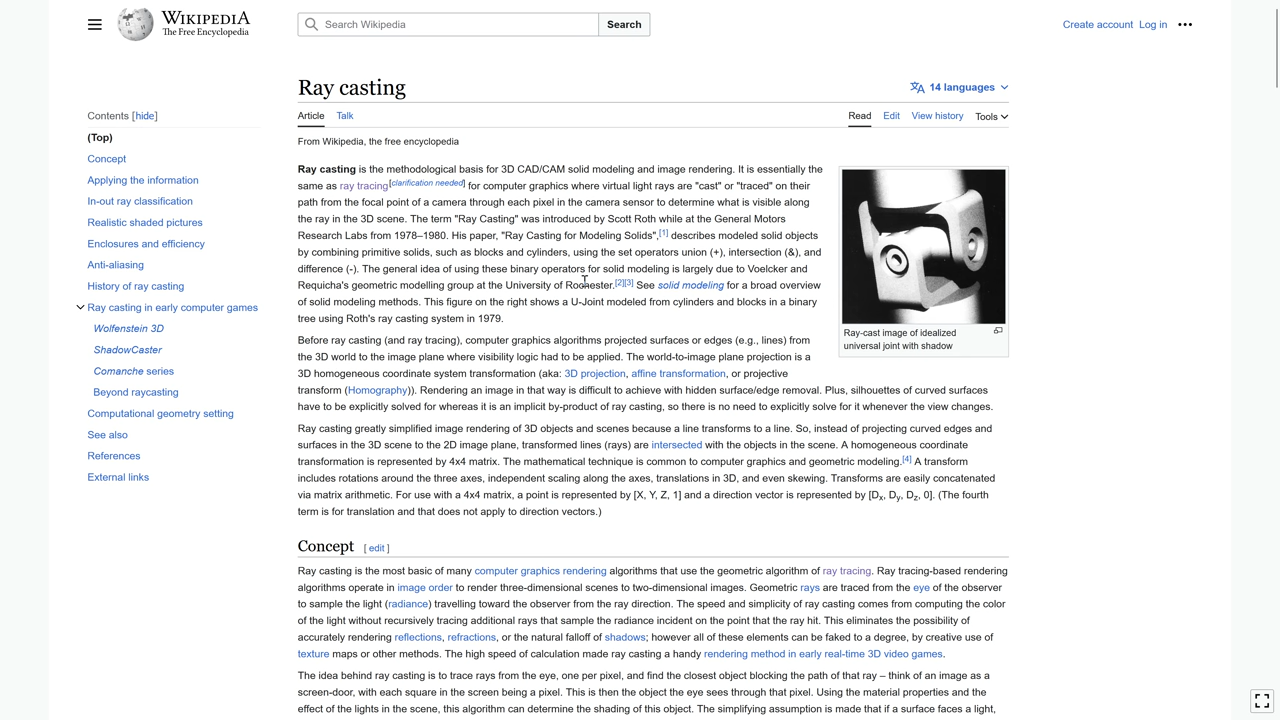 WIKIPEDIA
The Free Encyclopedia
Search Wikipedia
Search
Create account Log in
Ray casting
14 languages
Article Talk
Read Edit View history Tools
From Wikipedia, the free encyclopedia
Contents [hide]
(Top)
Concept
Applying the information
In-out ray classification
Realistic shaded pictures
Enclosures and efficiency
Anti-aliasing
History of ray casting
Ray casting in early computer games
Wolfenstein 3D
ShadowCaster
Comanche series
Beyond raycasting
Computational geometry setting
See also
References
External links
Ray casting is the methodological basis for 3D CAD/CAM solid modeling and image rendering. It is essentially the
same as ray tracing[clarification needed] for computer graphics where virtual light rays are "cast" or "traced" on their
path from the focal point of a camera through each pixel in the camera sensor to determine what is visible along
the ray in the 3D scene. The term "Ray Casting" was introduced by Scott Roth while at the General Motors
Research Labs from 1978–1980. His paper, "Ray Casting for Modeling Solids",[1] describes modeled solid objects
by combining primitive solids, such as blocks and cylinders, using the set operators union (+), intersection (&), and
difference (-). The general idea of using these binary operators for solid modeling is largely due to Voelcker and
Requicha's geometric modelling group at the University of Rochester.[2][3] See solid modeling for a broad overview
of solid modeling methods. This figure on the right shows a U-Joint modeled from cylinders and blocks in a binary
tree using Roth's ray casting system in 1979.
Ray-cast image of idealized
universal joint with shadow
Before ray casting (and ray tracing), computer graphics algorithms projected surfaces or edges (e.g., lines) from
the 3D world to the image plane where visibility logic had to be applied. The world-to-image plane projection is a
3D homogeneous coordinate system transformation (aka: 3D projection, affine transformation, or projective
transform (Homography)). Rendering an image in that way is difficult to achieve with hidden surface/edge removal. Plus, silhouettes of curved surfaces
have to be explicitly solved for whereas it is an implicit by-product of ray casting, so there is no need to explicitly solve for it whenever the view changes.
Ray casting greatly simplified image rendering of 3D objects and scenes because a line transforms to a line. So, instead of projecting curved edges and
surfaces in the 3D scene to the 2D image plane, transformed lines (rays) are intersected with the objects in the scene. A homogeneous coordinate
transformation is represented by 4x4 matrix. The mathematical technique is common to computer graphics and geometric modeling.[4] A transform
includes rotations around the three axes, independent scaling along the axes, translations in 3D, and even skewing. Transforms are easily concatenated
via matrix arithmetic. For use with a 4x4 matrix, a point is represented by [X, Y, Z, 1] and a direction vector is represented by [Dx, Dy, Dz, 0]. (The fourth
term is for translation and that does not apply to direction vectors.)
Concept [ edit ]
Ray casting is the most basic of many computer graphics rendering algorithms that use the geometric algorithm of ray tracing. Ray tracing-based rendering
algorithms operate in image order to render three-dimensional scenes to two-dimensional images. Geometric rays are traced from the eye of the observer
to sample the light (radiance) travelling toward the observer from the ray direction. The speed and simplicity of ray casting comes from computing the color
of the light without recursively tracing additional rays that sample the radiance incident on the point that the ray hit. This eliminates the possibility of
accurately rendering reflections, refractions, or the natural falloff of shadows; however all of these elements can be faked to a degree, by creative use of
texture maps or other methods. The high speed of calculation made ray casting a handy rendering method in early real-time 3D video games.
The idea behind ray casting is to trace rays from the eye, one per pixel, and find the closest object blocking the path of that ray – think of an image as a
screen-door, with each square in the screen being a pixel. This is then the object the eye sees through that pixel. Using the material properties and the
effect of the lights in the scene, this algorithm can determine the shading of this object. The simplifying assumption is made that if a surface faces a light,